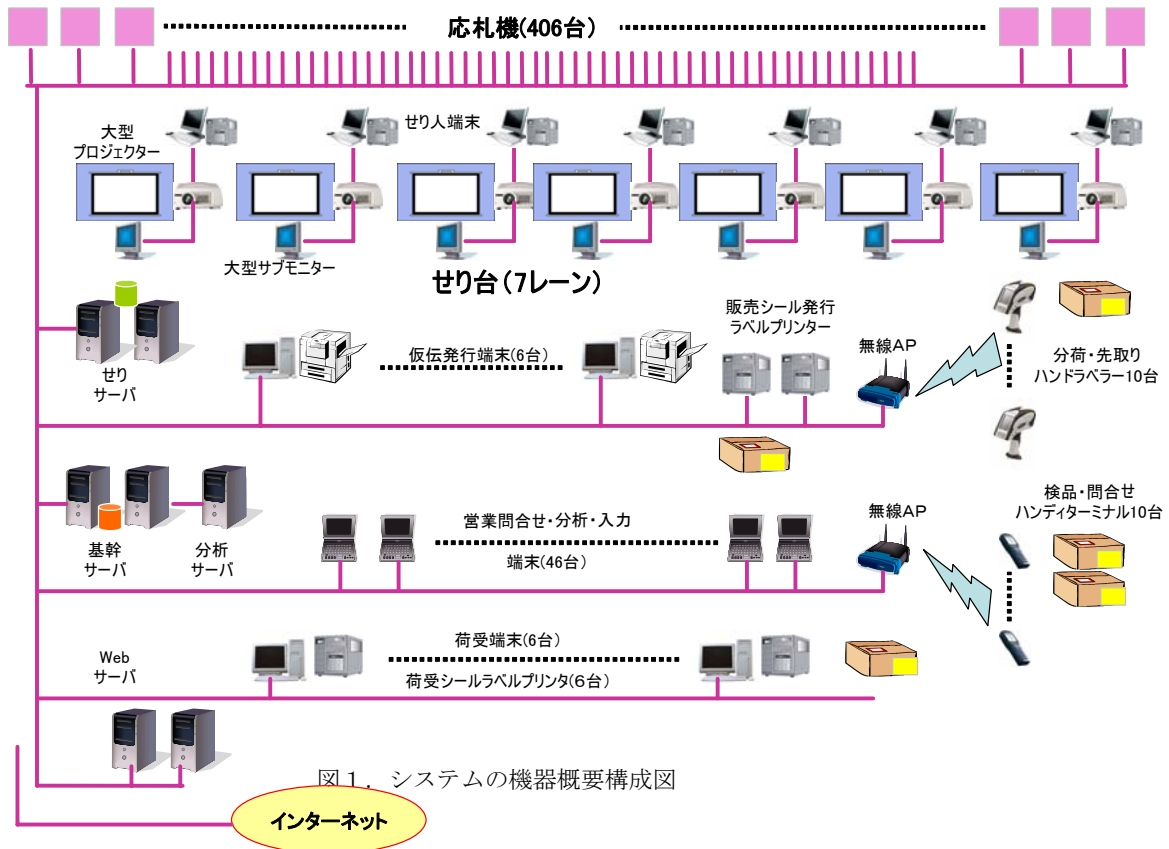 応札機(406台)
大型
プロジェクター
せり人端末
大型サブモニター
せり台(7レーン)
せり
サーバ
仮伝発行端末(6台)
販売シール発行
ラベルプリンター
無線AP
分荷・先取り
ハンドラベラー10台
基幹
サーバ
分析
サーバ
営業問合せ・分析・入力
端末(46台)
無線AP
検品・問合せ
ハンディターミナル10台
Web
サーバ
荷受端末(6台)
荷受シールラベルプリンタ(6台)
図1．システムの機器概要構成図
インターネット